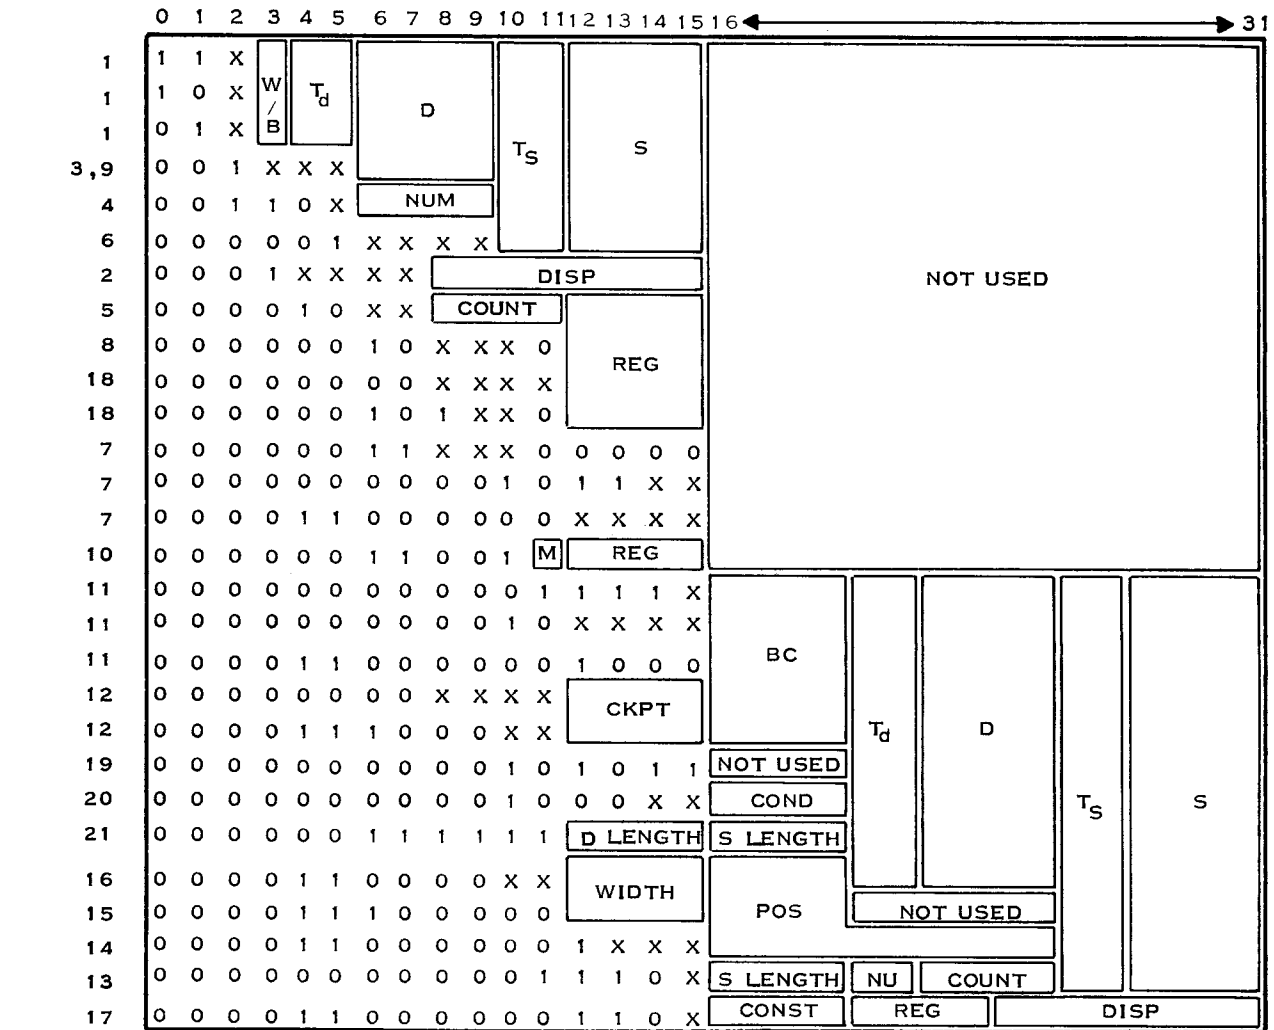 0 1 2 3 4 5 6 7 8 9 10 11 12 13 14 15 16 31
1 1 1 X W/B Td D TS S NOT USED
1 1 0 X
1 0 1 X
3,9 0 0 1 X X X
4 0 0 1 1 0 X NUM
6 0 0 0 0 0 1 X X X X
2 0 0 0 1 X X X X DISP
5 0 0 0 0 1 0 X X COUNT REG
8 0 0 0 0 0 0 1 0 X X X 0
18 0 0 0 0 0 0 0 0 X X X X
18 0 0 0 0 0 0 1 0 1 X X 0
7 0 0 0 0 0 0 1 1 X X X 0 0 0 0 0
7 0 0 0 0 0 0 0 0 0 0 1 0 1 1 X X
7 0 0 0 0 1 1 0 0 0 0 0 0 X X X X
10 0 0 0 0 0 0 1 1 0 0 1 M REG
11 0 0 0 0 0 0 0 0 0 0 0 1 1 1 1 X BC Td D TS S
11 0 0 0 0 0 0 0 0 0 0 1 0 X X X X
11 0 0 0 0 1 1 0 0 0 0 0 0 1 0 0 0
12 0 0 0 0 0 0 0 0 X X X X CKPT
12 0 0 0 0 1 1 1 0 0 0 X X
19 0 0 0 0 0 0 0 0 0 0 1 0 1 0 1 1 NOT USED
20 0 0 0 0 0 0 0 0 0 0 1 0 0 0 X X COND
21 0 0 0 0 0 0 1 1 1 1 1 1 D LENGTH S LENGTH
16 0 0 0 0 1 1 0 0 0 0 X X WIDTH POS
15 0 0 0 0 1 1 1 0 0 0 0 0 NOT USED
14 0 0 0 0 1 1 0 0 0 0 0 0 1 X X X
13 0 0 0 0 0 0 0 0 0 0 0 1 1 1 0 X S LENGTH NU COUNT
17 0 0 0 0 1 1 0 0 0 0 0 0 1 1 0 X CONST REG DISP